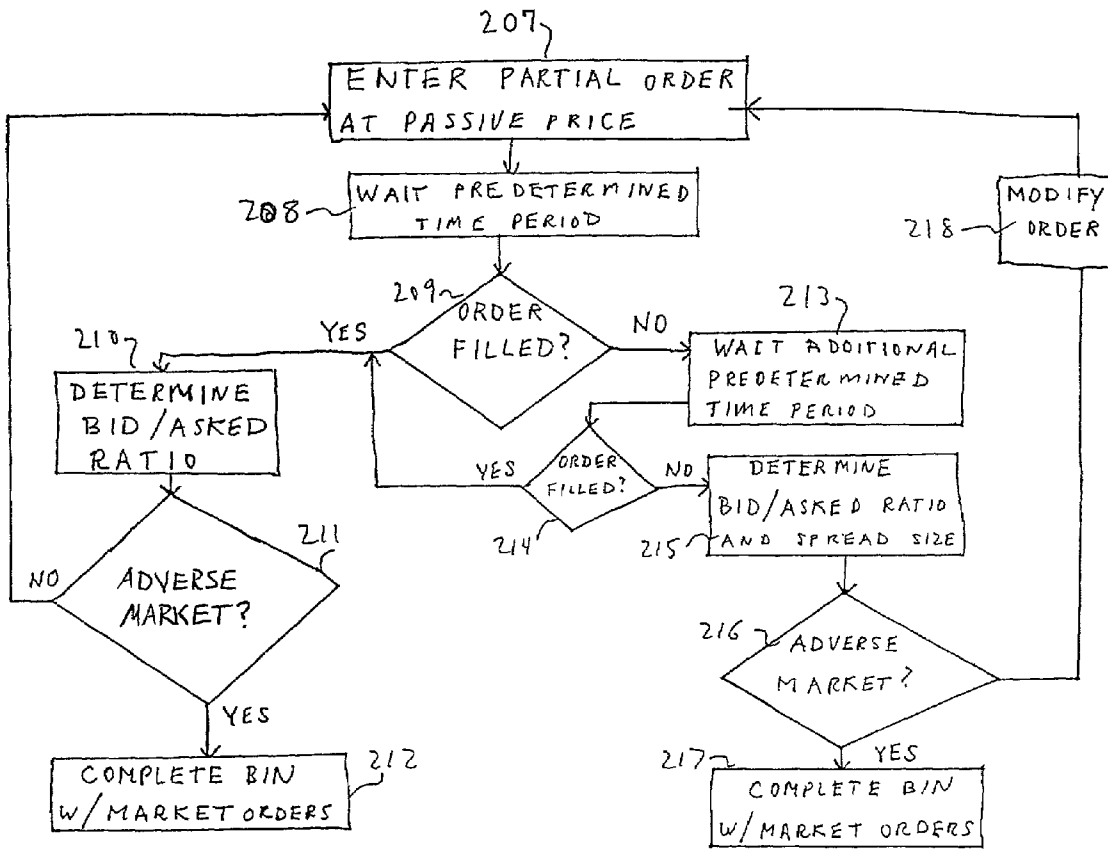 207
ENTER PARTIAL ORDER
AT PASSIVE PRICE
208
WAIT PREDETERMINED
TIME PERIOD
MODIFY
ORDER
218
209
ORDER
FILLED?
YES
NO
213
WAIT ADDITIONAL
PREDETERMINED
TIME PERIOD
210
DETERMINE
BID/ASKED
RATIO
214
ORDER
FILLED?
YES
NO
215
DETERMINE
BID/ASKED RATIO
AND SPREAD SIZE
211
ADVERSE
MARKET?
NO
YES
216
ADVERSE
MARKET?
YES
212
COMPLETE BIN
W/MARKET ORDERS
217
COMPLETE BIN
W/MARKET ORDERS